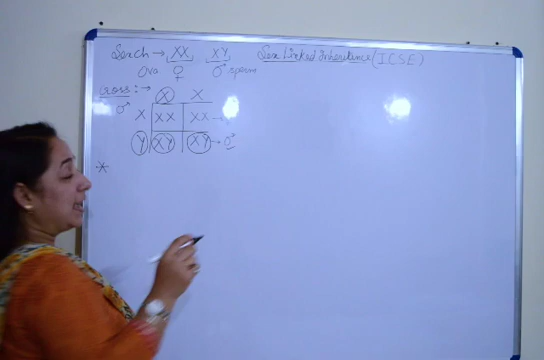 Sex Ch → XX, XY Sex linked inheritance (ICSE)
Ova ♀ ♂ sperm
Cross :→ X X
♂ X XX XX →
Y XY XY → ♂
*